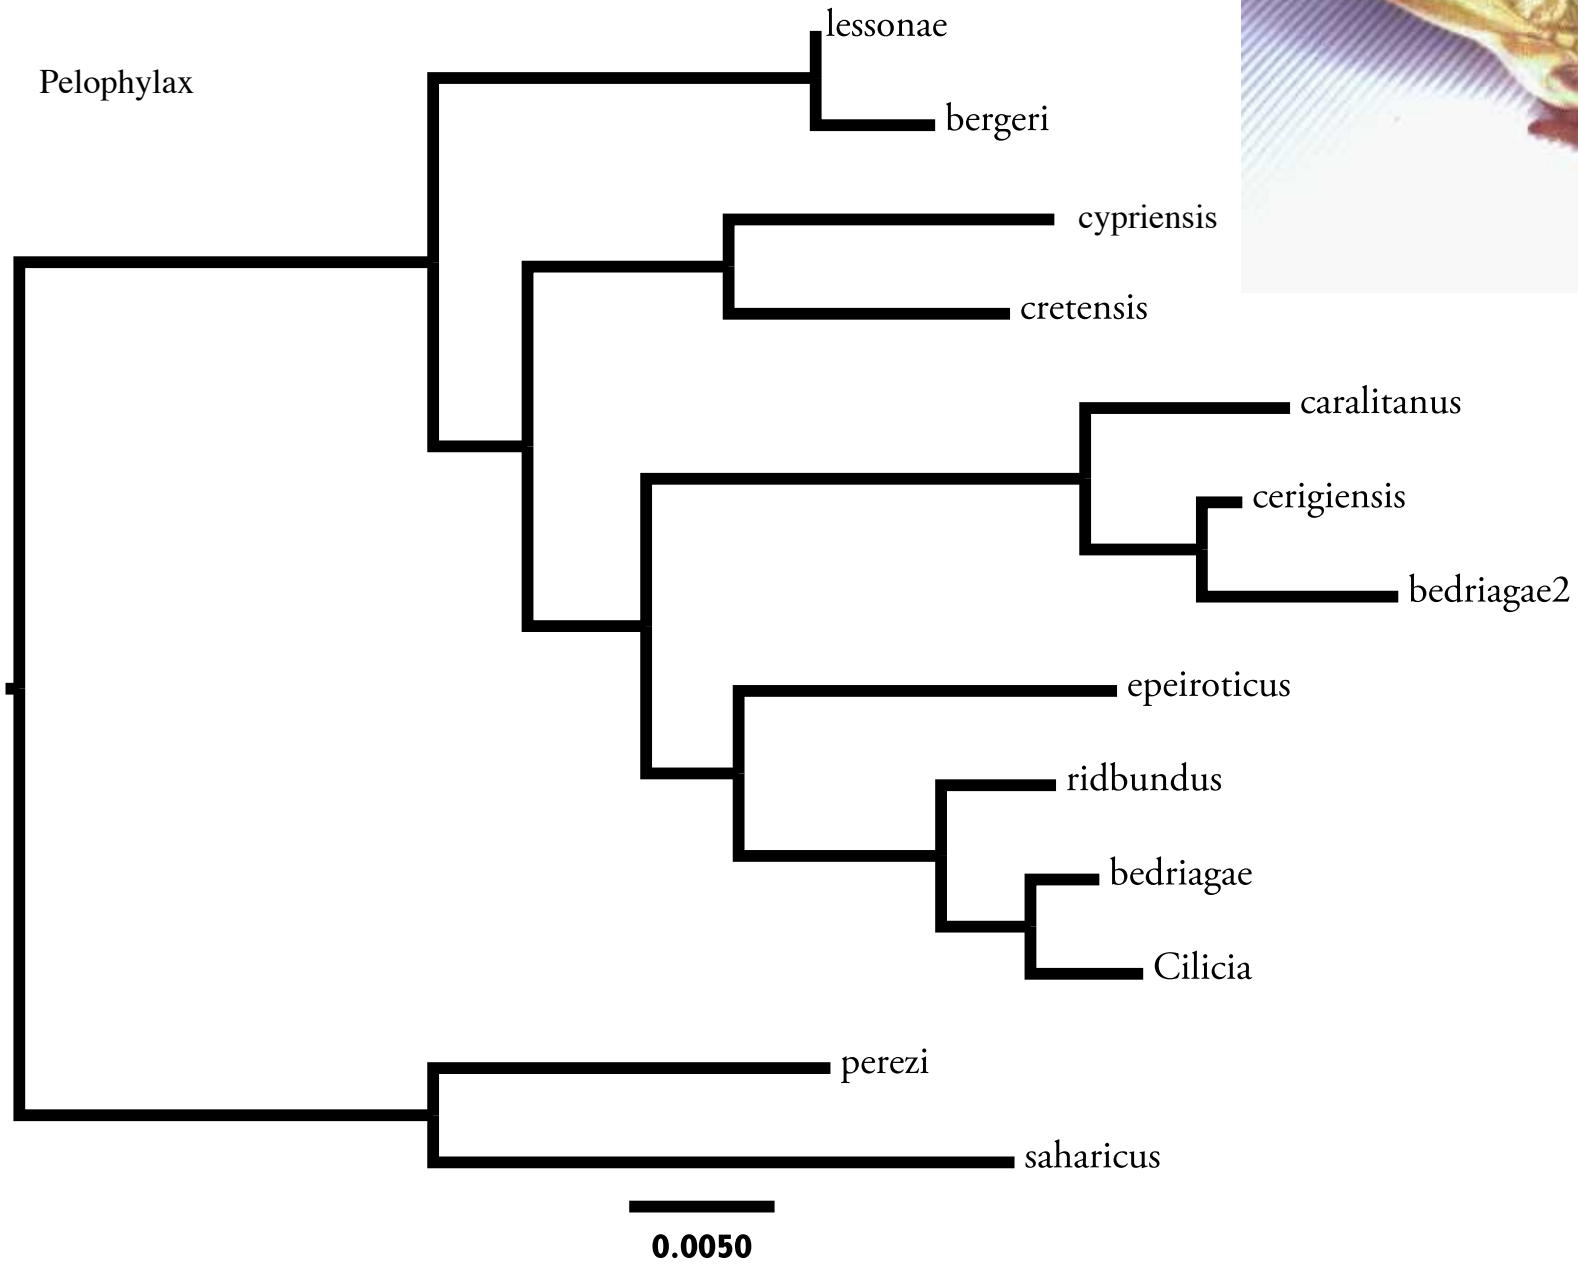 lessonae
Pelophylax
bergeri
cypriensis
cretensis
caralitanus
cerigiensis
bedriagae2
epeiroticus
ridbundus
bedriagae
Cilicia
perezi
saharicus
0.0050